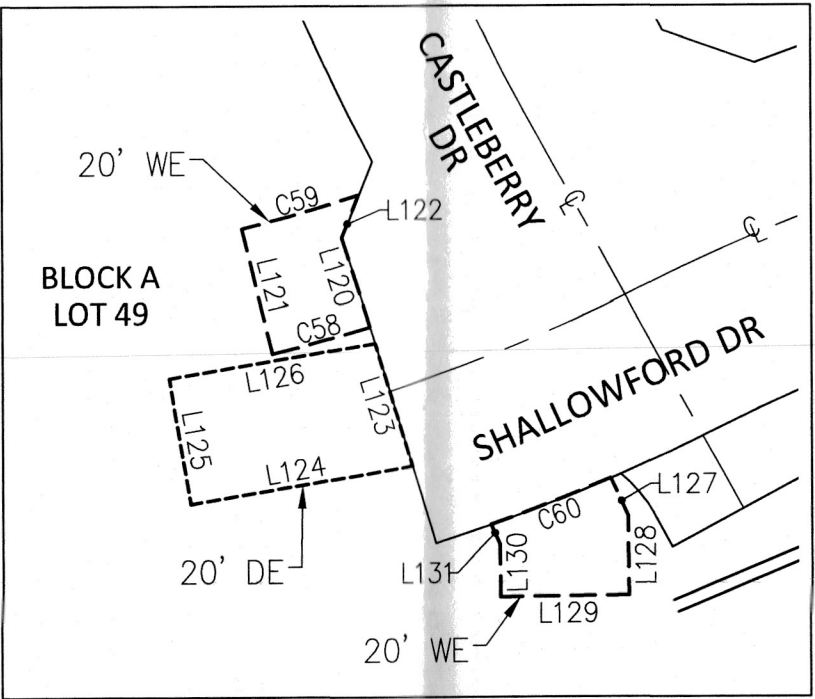 CASTLEBERRY
DR
20' WE
C59
L122
℄
℄
BLOCK A
LOT 49
L121
L120
C58
L126
L123
SHALLOWFORD DR
L125
L124
L127
C60
20' DE
L131
L130
L128
L129
20' WE